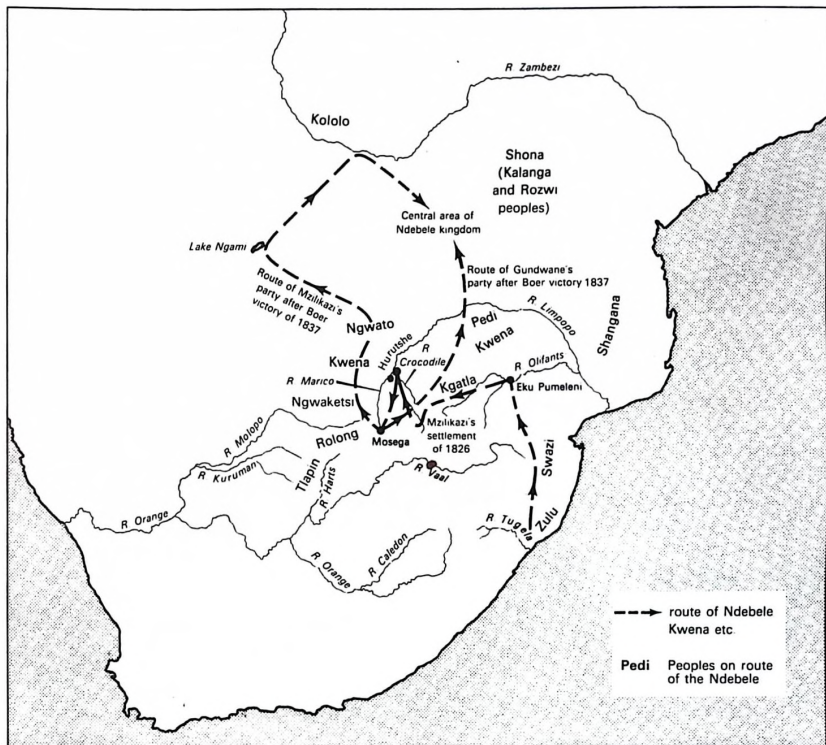 R Zambezi
Kololo
Shona
(Kalanga
and Rozwi
peoples)
Central area of
Ndebele kingdom
Lake Ngami
Route of Mzilikazi's
party after Boer
victory of 1837
Route of Gundwane's
party after Boer victory 1837
Ngwato
Pedi
Kwena
R Limpopo
Shangana
Hurutshe
R
Crocodile
Kwena
R Marico
Ngwaketsi
Kgatla
R Olifants
Eku Pumeleni
Mzilikazi's
settlement
of 1826
Mosega
Rolong
R Molopo
R Kuruman
Tlapin
R Harts
R Vaal
Swazi
Zulu
R Tugela
R Orange
R Orange
R Caledon
route of Ndebele
Kwena etc
Pedi Peoples on route
of the Ndebele